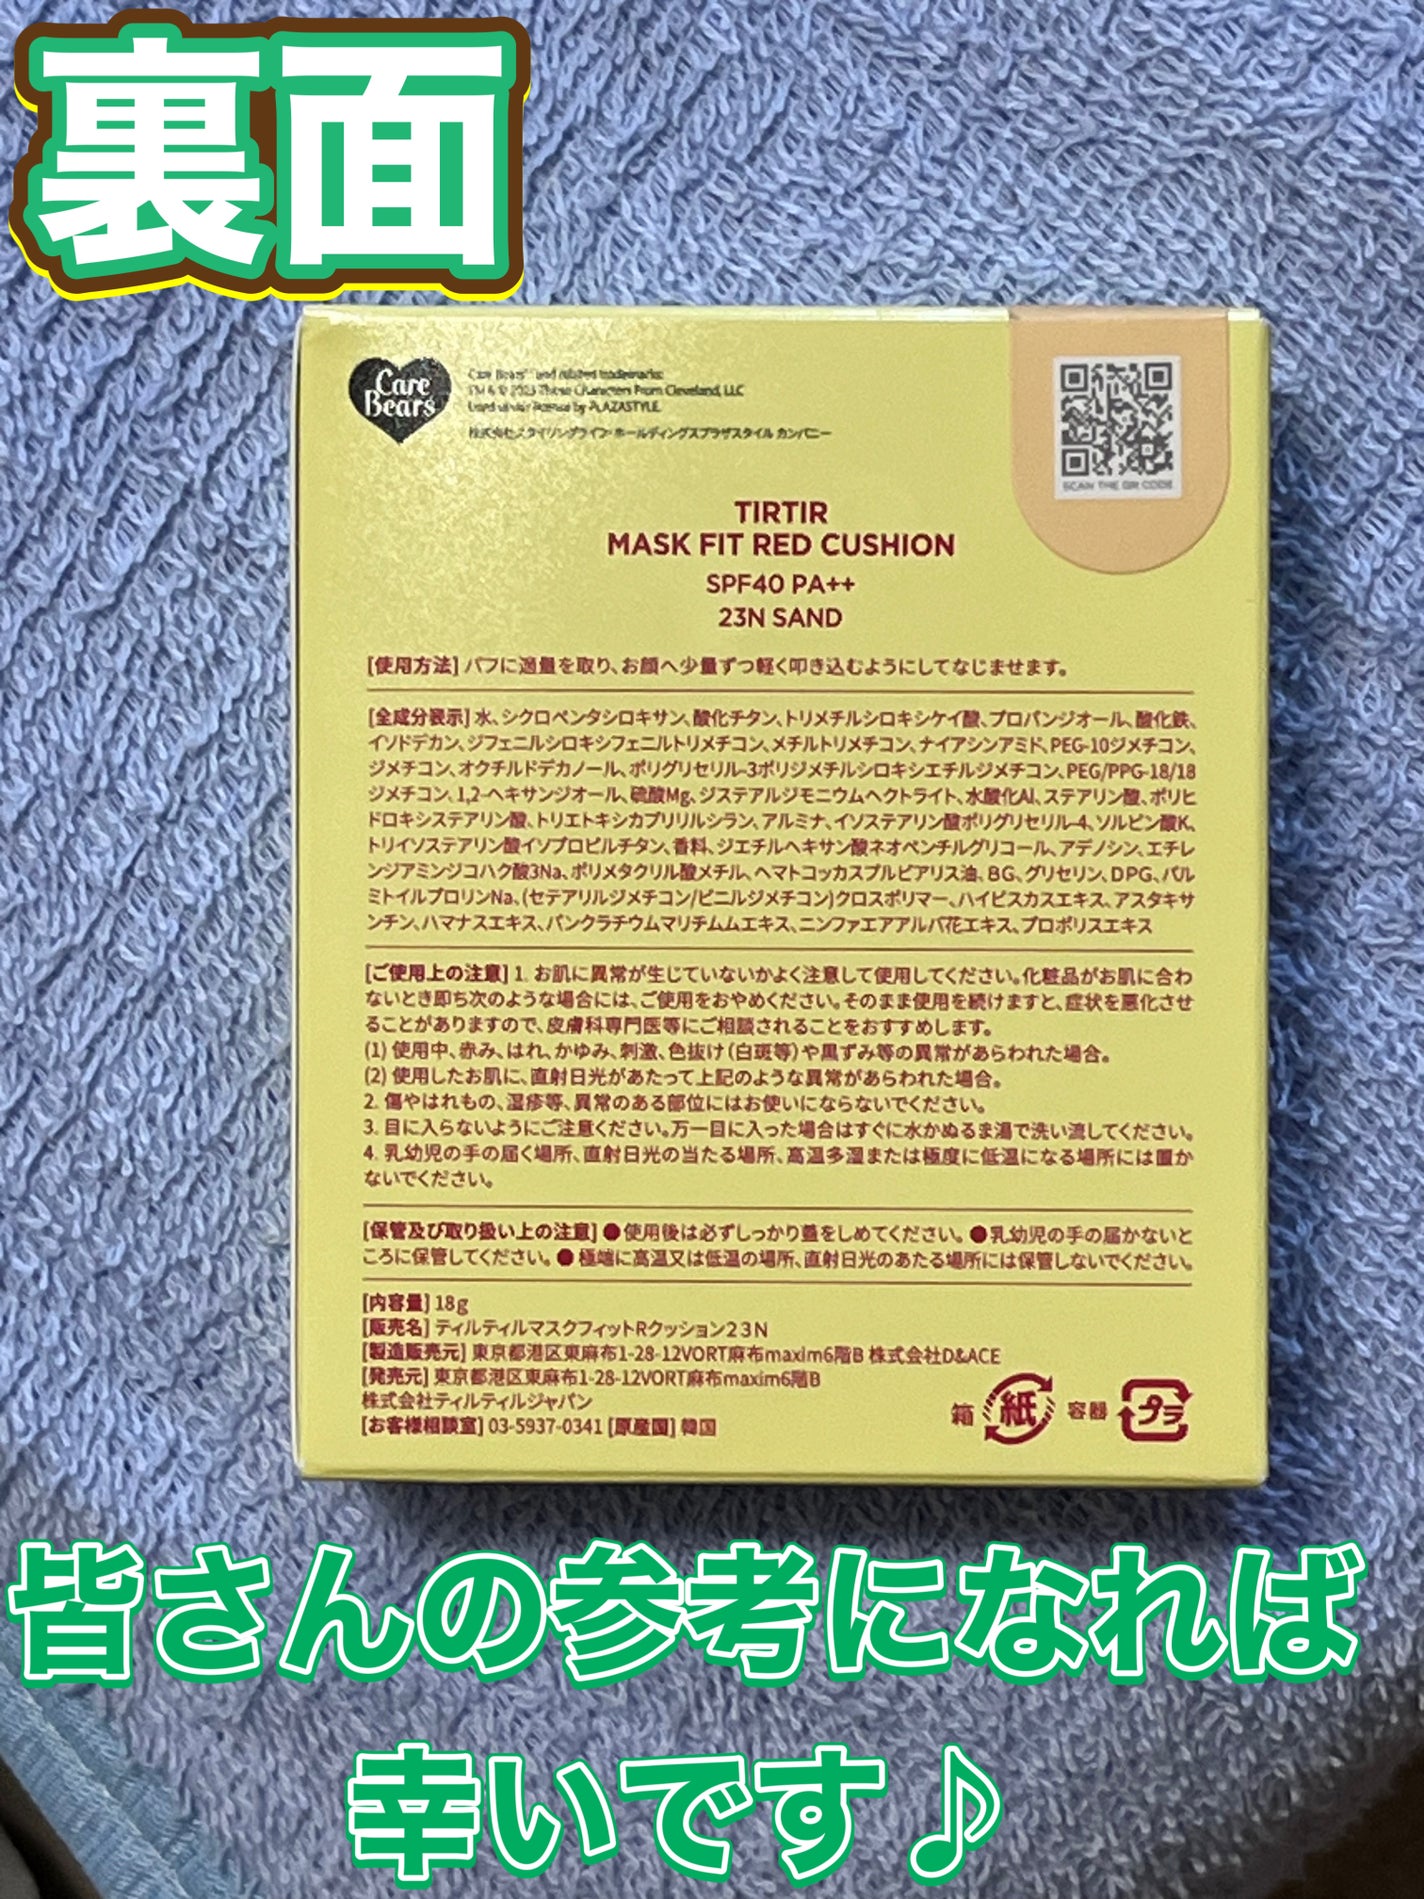 裏面
Care Bears
Care Bears™ and related trademarks
TM & © 2025 Those Characters From Cleveland, LLC
Used under license by PLAZASTYLE.
株式会社スタイリングライフ・ホールディングスプラザスタイル カンパニー
SCAN THE QR CODE
TIRTIR
MASK FIT RED CUSHION
SPF40 PA++
23N SAND
[使用方法] パフに適量を取り、お顔へ少量ずつ軽く叩き込むようにしてなじませます。
[全成分表示] 水、シクロペンタシロキサン、酸化チタン、トリメチルシロキシケイ酸、プロパンジオール、酸化鉄、
イソドデカン、ジフェニルシロキシフェニルトリメチコン、メチルトリメチコン、ナイアシンアミド、PEG-10ジメチコン、
ジメチコン、オクチルドデカノール、ポリグリセリル-3ポリジメチルシロキシエチルジメチコン、PEG/PPG-18/18
ジメチコン、1,2-ヘキサンジオール、硫酸Mg、ジステアルジモニウムヘクトライト、水酸化Al、ステアリン酸、ポリヒ
ドロキシステアリン酸、トリエトキシカプリリルシラン、アルミナ、イソステアリン酸ポリグリセリル-4、ソルビン酸K、
トリイソステアリン酸イソプロピルチタン、香料、ジエチルヘキサン酸ネオペンチルグリコール、アデノシン、エチレ
ンジアミンジコハク酸3Na、ポリメタクリル酸メチル、ヘマトコッカスプルビアリス油、BG、グリセリン、DPG、パル
ミトイルプロリンNa、(セテアリルジメチコン/ビニルジメチコン)クロスポリマー、ハイビスカスエキス、アスタキサ
ンチン、ハマナスエキス、パンクラチウムマリチムムエキス、ニンファエアアルバ花エキス、プロポリスエキス
[ご使用上の注意] 1. お肌に異常が生じていないかよく注意して使用してください。化粧品がお肌に合わ
ないとき即ち次のような場合には、ご使用をおやめください。そのまま使用を続けますと、症状を悪化させ
ることがありますので、皮膚科専門医等にご相談されることをおすすめします。
(1) 使用中、赤み、はれ、かゆみ、刺激、色抜け(白斑等)や黒ずみ等の異常があらわれた場合。
(2) 使用したお肌に、直射日光があたって上記のような異常があらわれた場合。
2. 傷やはれもの、湿疹等、異常のある部位にはお使いにならないでください。
3. 目に入らないようにご注意ください。万一目に入った場合はすぐに水かぬるま湯で洗い流してください。
4. 乳幼児の手の届く場所、直射日光の当たる場所、高温多湿または極度に低温になる場所には置か
ないでください。
[保管及び取り扱い上の注意] ●使用後は必ずしっかり蓋をしめてください。●乳幼児の手の届かないと
ころに保管してください。● 極端に高温又は低温の場所、直射日光のあたる場所には保管しないでください。
[内容量] 18g
[販売名] ティルティルマスクフィットRクッション23N
[製造販売元] 東京都港区東麻布1-28-12VORT麻布maxim6階B 株式会社D&ACE
[発売元] 東京都港区東麻布1-28-12VORT麻布maxim6階B
株式会社ティルティルジャパン
[お客様相談室] 03-5937-0341 [原産国] 韓国
箱 紙 容器 プラ
皆さんの参考になれば
幸いです♪